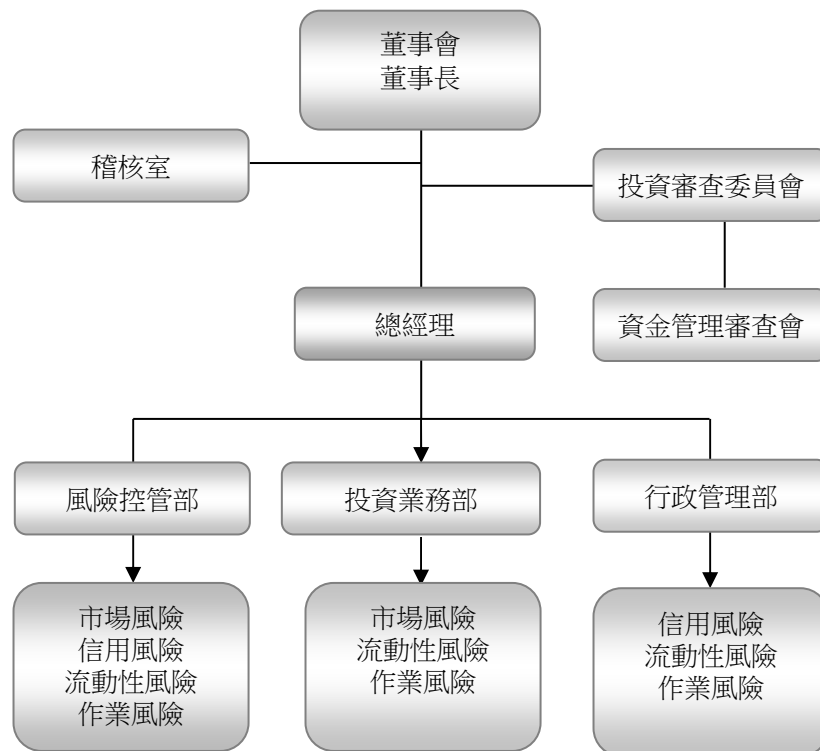 董事會
董事長
稽核室
投資審查委員會
總經理
資金管理審查會
風險控管部
投資業務部
行政管理部
市場風險
信用風險
流動性風險
作業風險
市場風險
流動性風險
作業風險
信用風險
流動性風險
作業風險